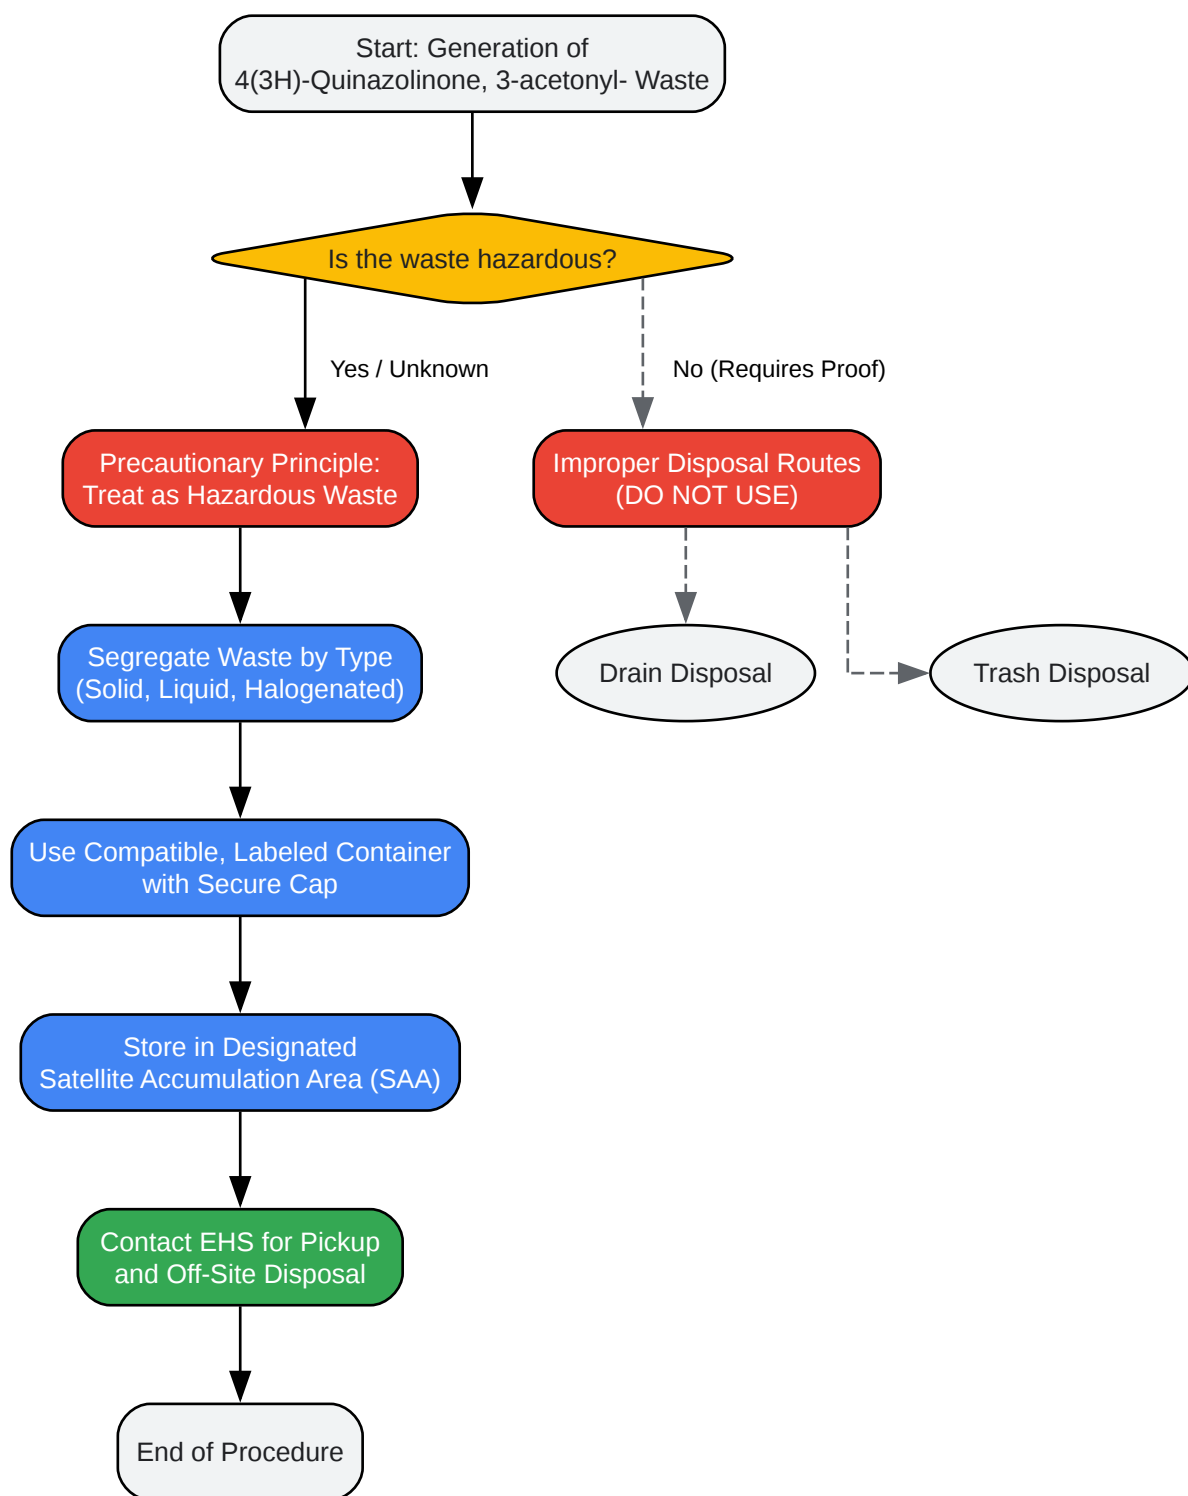 Start: Generation of
4(3H)-Quinazolinone, 3-acetonyl- Waste
Is the waste hazardous?
Yes / Unknown
No (Requires Proof)
Precautionary Principle:
Treat as Hazardous Waste
Improper Disposal Routes
(DO NOT USE)
Segregate Waste by Type
(Solid, Liquid, Halogenated)
Drain Disposal
Trash Disposal
Use Compatible, Labeled Container
with Secure Cap
Store in Designated
Satellite Accumulation Area (SAA)
Contact EHS for Pickup
and Off-Site Disposal
End of Procedure